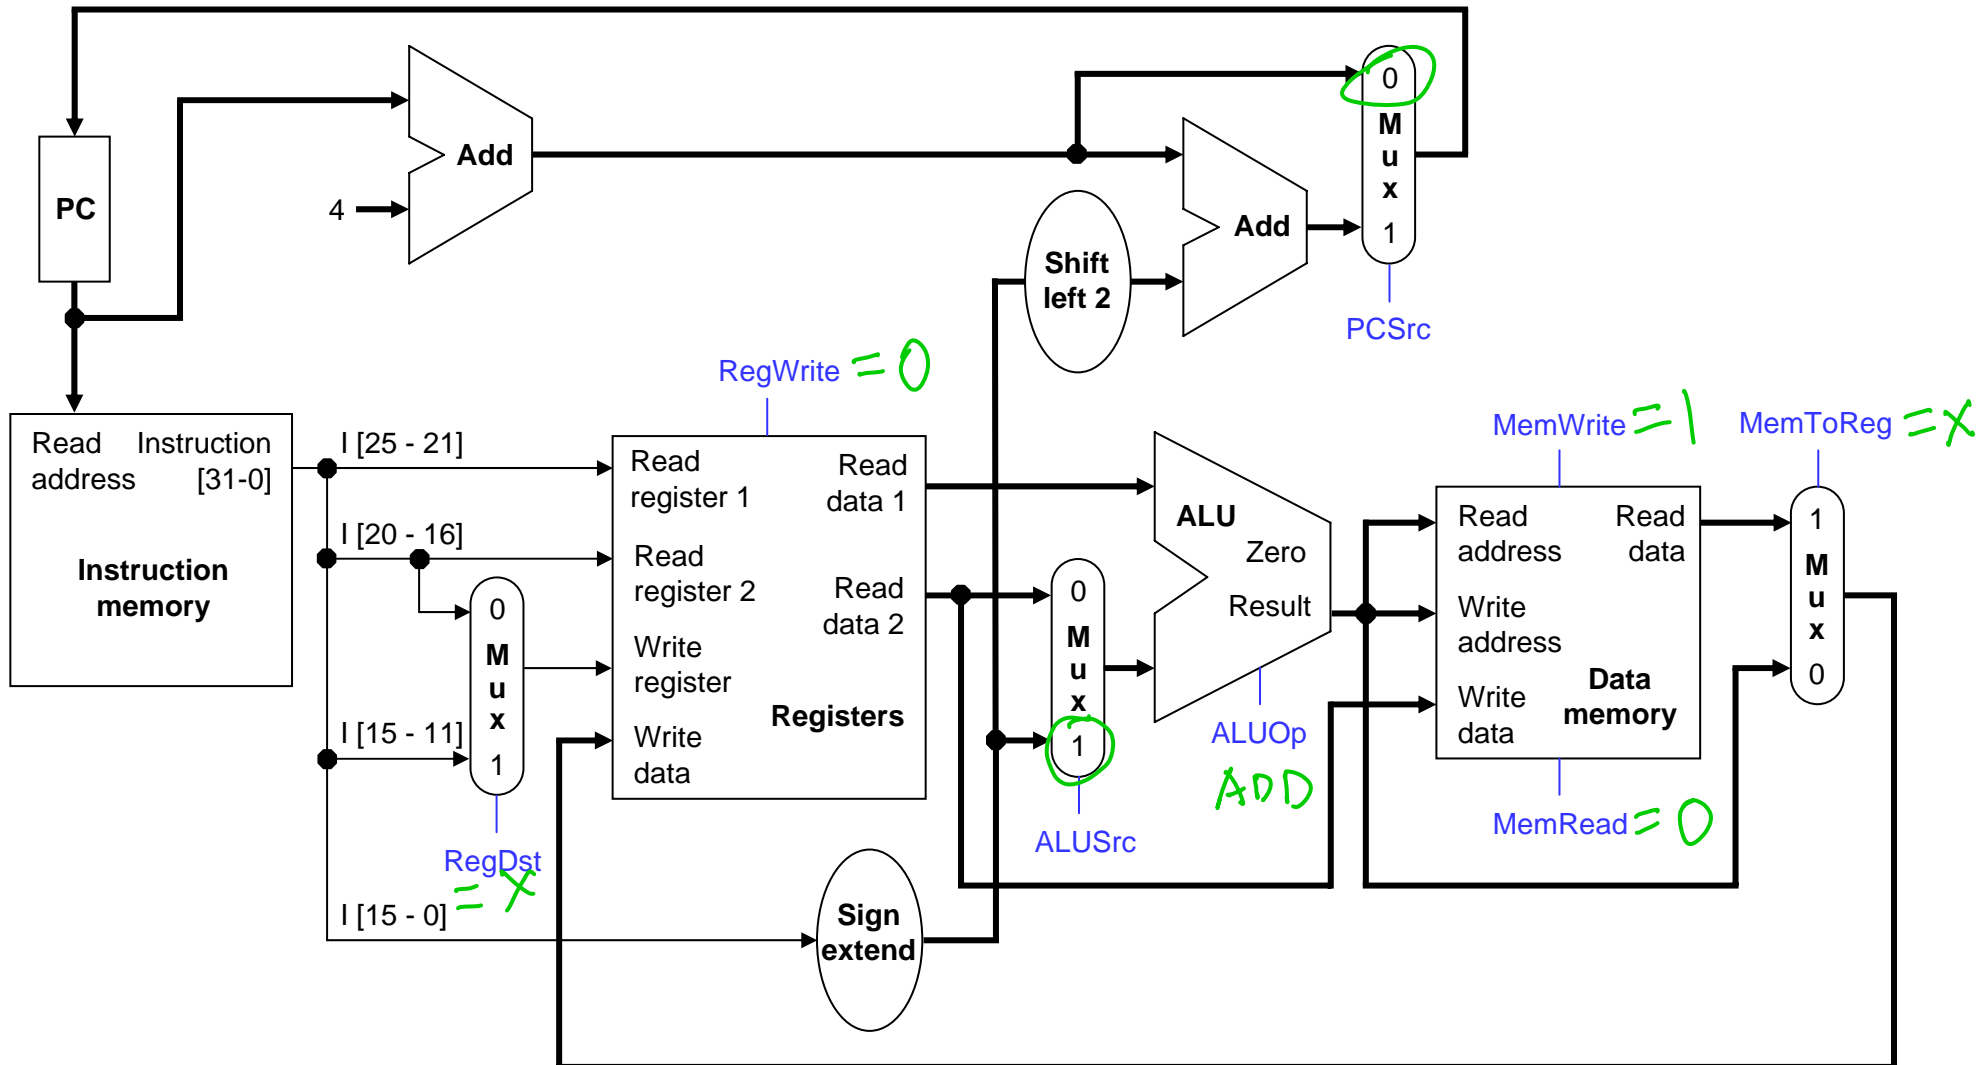 0
M
u
x
1
PCSrc
Add
4
PC
Add
Shift
left 2
RegWrite = 0
Read
address
Instruction
[31-0]
Instruction
memory
I [25 - 21]
I [20 - 16]
I [15 - 11]
I [15 - 0]
0
M
u
x
1
RegDst
= X
Read
register 1
Read
register 2
Write
register
Write
data
Read
data 1
Read
data 2
Registers
Sign
extend
0
M
u
x
1
ALUSrc
ALU
Zero
Result
ALUOp
ADD
MemWrite = 1
Read
address
Write
address
Write
data
Read
data
Data
memory
MemRead = 0
MemToReg = X
1
M
u
x
0